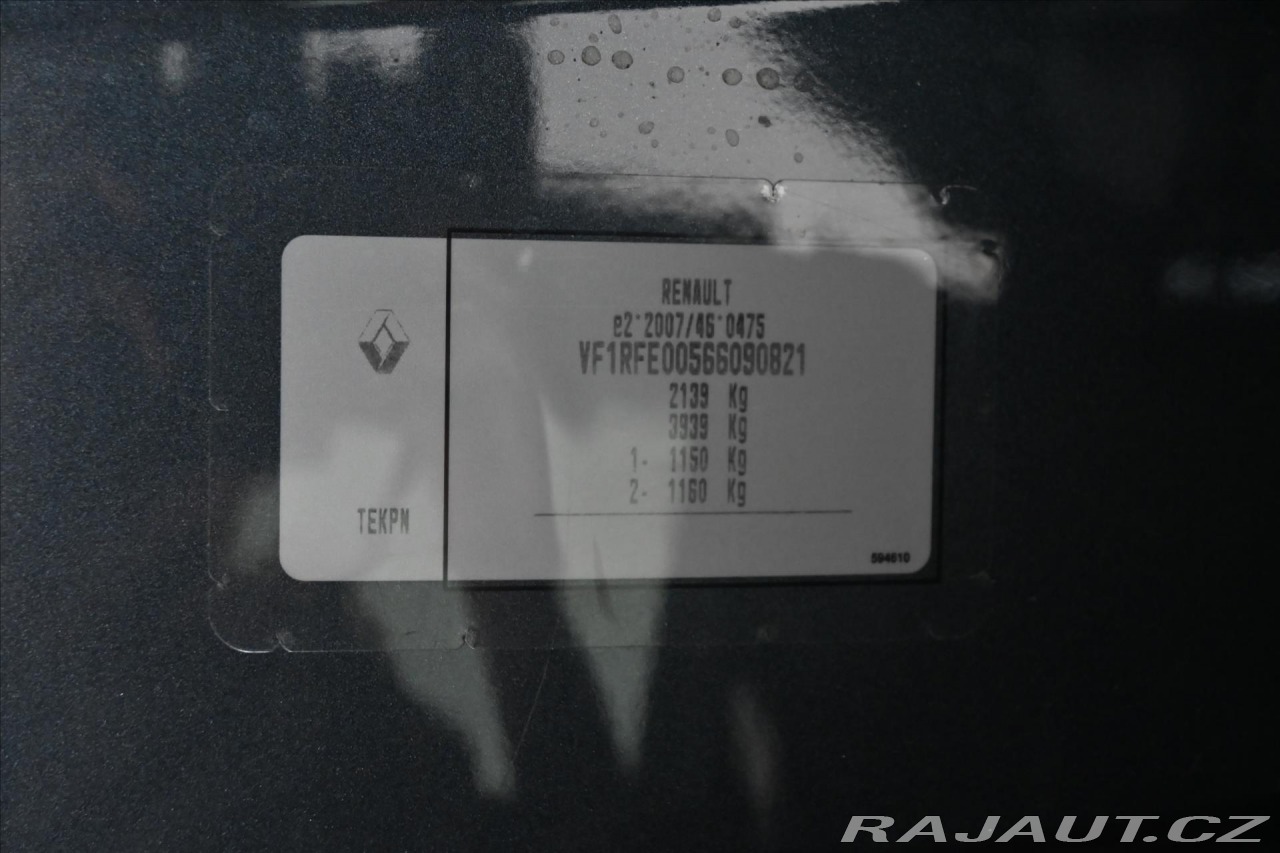 RENAULT
e2*2007/46*0475
VF1RFE00566090821
2139 Kg
3939 Kg
1- 1150 Kg
2- 1160 Kg
TEKPN
594610
RAJAUT.CZ